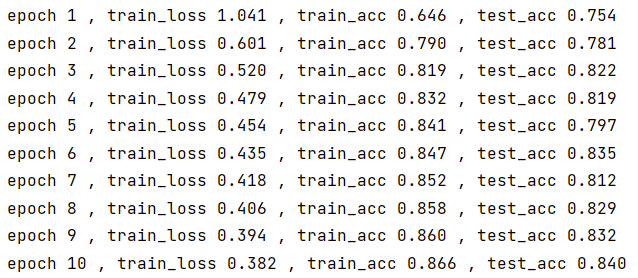 epoch 1 , train_loss 1.041 , train_acc 0.646 , test_acc 0.754
epoch 2 , train_loss 0.601 , train_acc 0.790 , test_acc 0.781
epoch 3 , train_loss 0.520 , train_acc 0.819 , test_acc 0.822
epoch 4 , train_loss 0.479 , train_acc 0.832 , test_acc 0.819
epoch 5 , train_loss 0.454 , train_acc 0.841 , test_acc 0.797
epoch 6 , train_loss 0.435 , train_acc 0.847 , test_acc 0.835
epoch 7 , train_loss 0.418 , train_acc 0.852 , test_acc 0.812
epoch 8 , train_loss 0.406 , train_acc 0.858 , test_acc 0.829
epoch 9 , train_loss 0.394 , train_acc 0.860 , test_acc 0.832
epoch 10 , train_loss 0.382 , train_acc 0.866 , test_acc 0.840